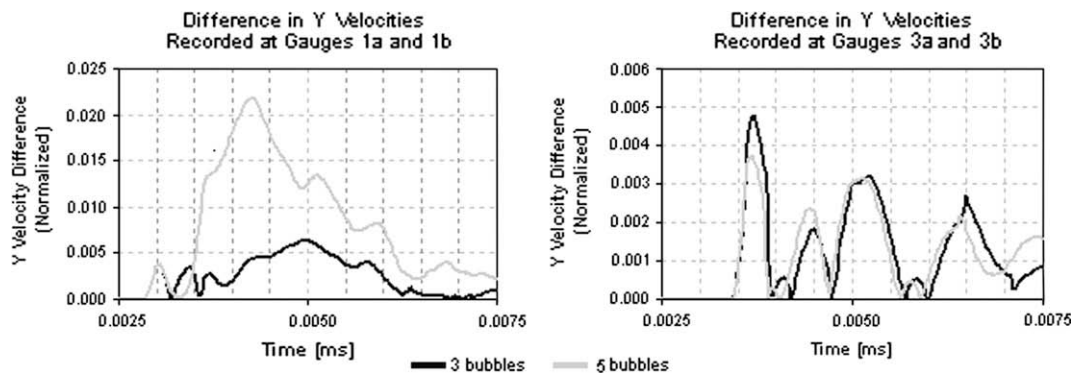 Difference in Y Velocities
Recorded at Gauges 1a and 1b
0.025
0.020
0.015
0.010
0.005
0.000
Y Velocity Difference
(Normalized)
0.0025
0.0050
0.0075
Time [ms]
Difference in Y Velocities
Recorded at Gauges 3a and 3b
0.006
0.005
0.004
0.003
0.002
0.001
0.000
Y Velocity Difference
(Normalized)
0.0025
0.0050
0.0075
Time [ms]
3 bubbles
5 bubbles